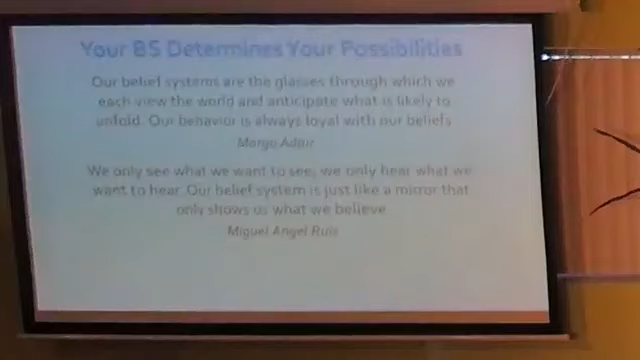 Your BS Determines Your Possibilities
Our belief systems are the glasses through which we
each view the world and anticipate what is likely to
unfold. Our behavior is always loyal with our beliefs
We only see what we want to see; we only hear what we
want to hear. Our belief system is just like a mirror that
only shows us what we believe
Miguel Angel Ruiz